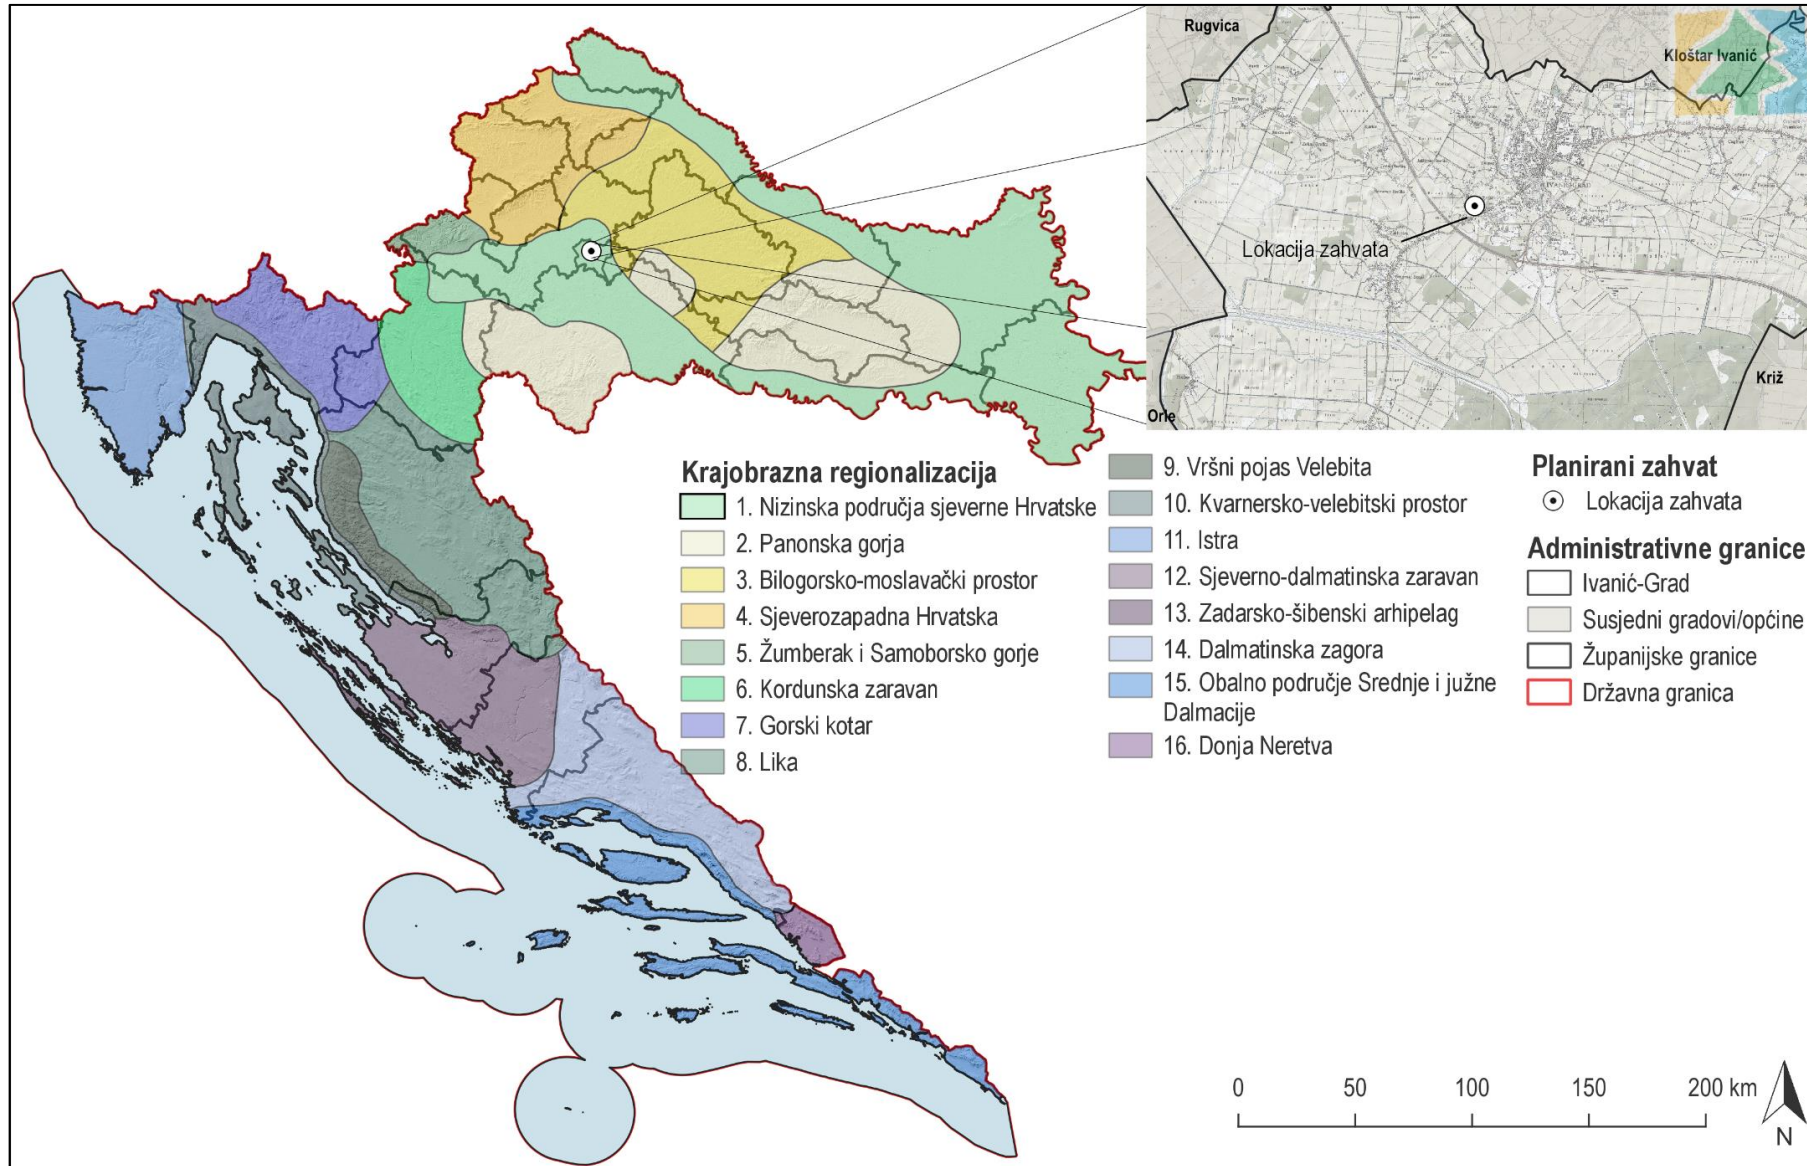 Rugvica
Kloštar Ivanić
IVANIĆ-GRAD
Lokacija zahvata
Križ
Orle
Krajobrazna regionalizacija
1. Nizinska područja sjeverne Hrvatske
2. Panonska gorja
3. Bilogorsko-moslavački prostor
4. Sjeverozapadna Hrvatska
5. Žumberak i Samoborsko gorje
6. Kordunska zaravan
7. Gorski kotar
8. Lika
9. Vršni pojas Velebita
10. Kvarnersko-velebitski prostor
11. Istra
12. Sjeverno-dalmatinska zaravan
13. Zadarsko-šibenski arhipelag
14. Dalmatinska zagora
15. Obalno područje Srednje i južne
Dalmacije
16. Donja Neretva
Planirani zahvat
Lokacija zahvata
Administrativne granice
Ivanić-Grad
Susjedni gradovi/općine
Županijske granice
Državna granica
0 50 100 150 200 km
N